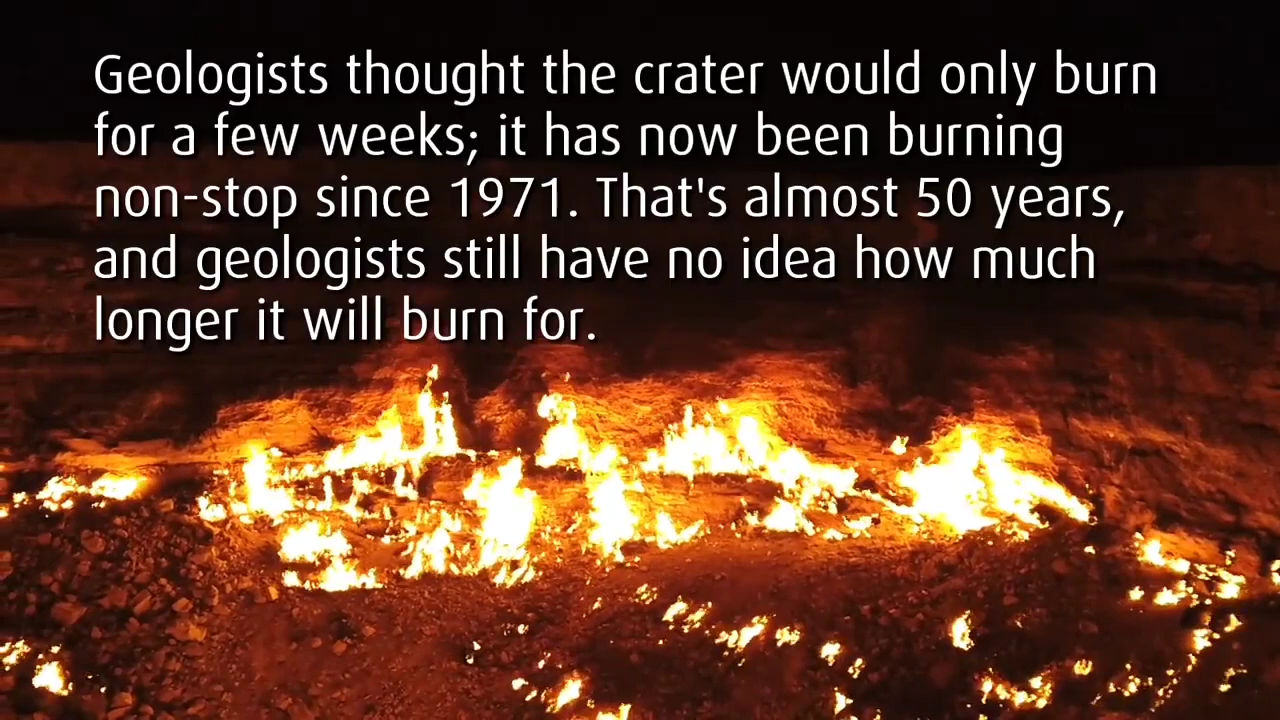 Geologists thought the crater would only burn
for a few weeks; it has now been burning
non-stop since 1971. That's almost 50 years,
and geologists still have no idea how much
longer it will burn for.